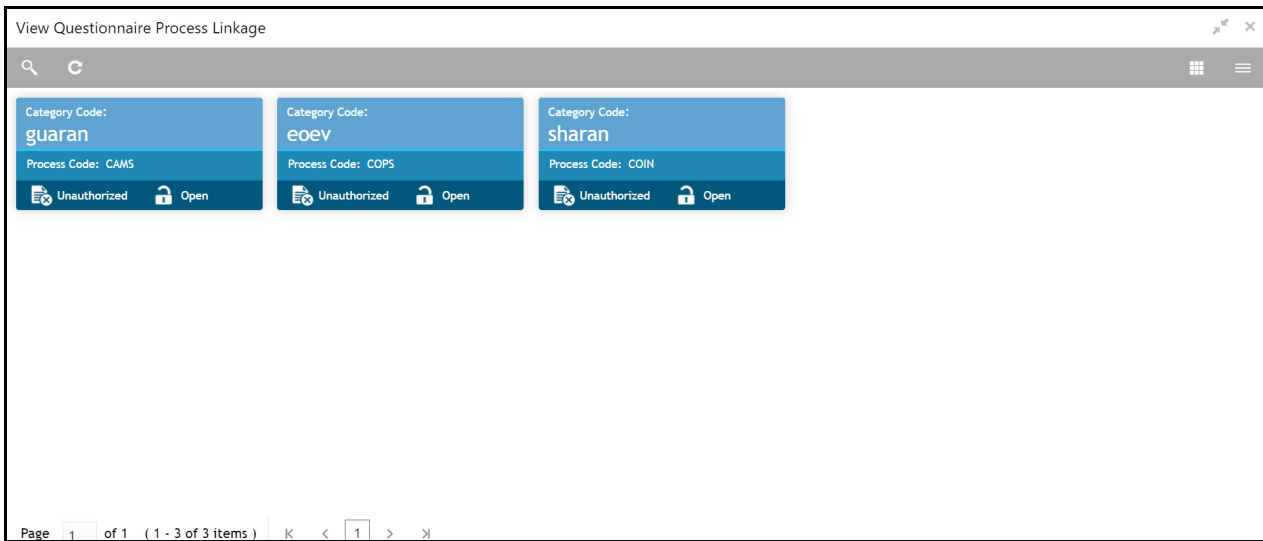 View Questionnaire Process Linkage
Category Code:
guaran
Process Code: CAMS
Unauthorized Open
Category Code:
eoev
Process Code: COPS
Unauthorized Open
Category Code:
sharan
Process Code: COIN
Unauthorized Open
Page 1 of 1 ( 1 - 3 of 3 items ) 1